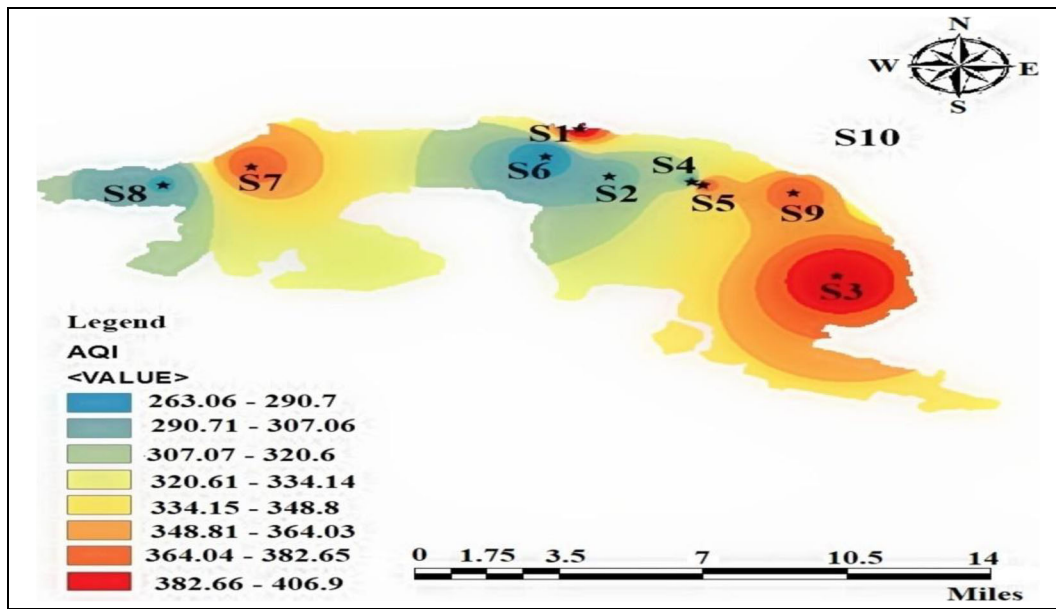 N
W E
S
S10
S1
S6
S4
S7
S2
S5
S8
S9
S3
Legend
AQI
<VALUE>
263.06 - 290.7
290.71 - 307.06
307.07 - 320.6
320.61 - 334.14
334.15 - 348.8
348.81 - 364.03
364.04 - 382.65
382.66 - 406.9
0 1.75 3.5 7 10.5 14
Miles